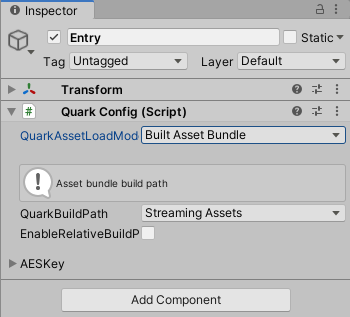 Inspector
Entry
Static
Tag Untagged Layer Default
Transform
# Quark Config (Script)
QuarkAssetLoadMod Built Asset Bundle
Asset bundle build path
QuarkBuildPath Streaming Assets
EnableRelativeBuildP
AESKey
Add Component